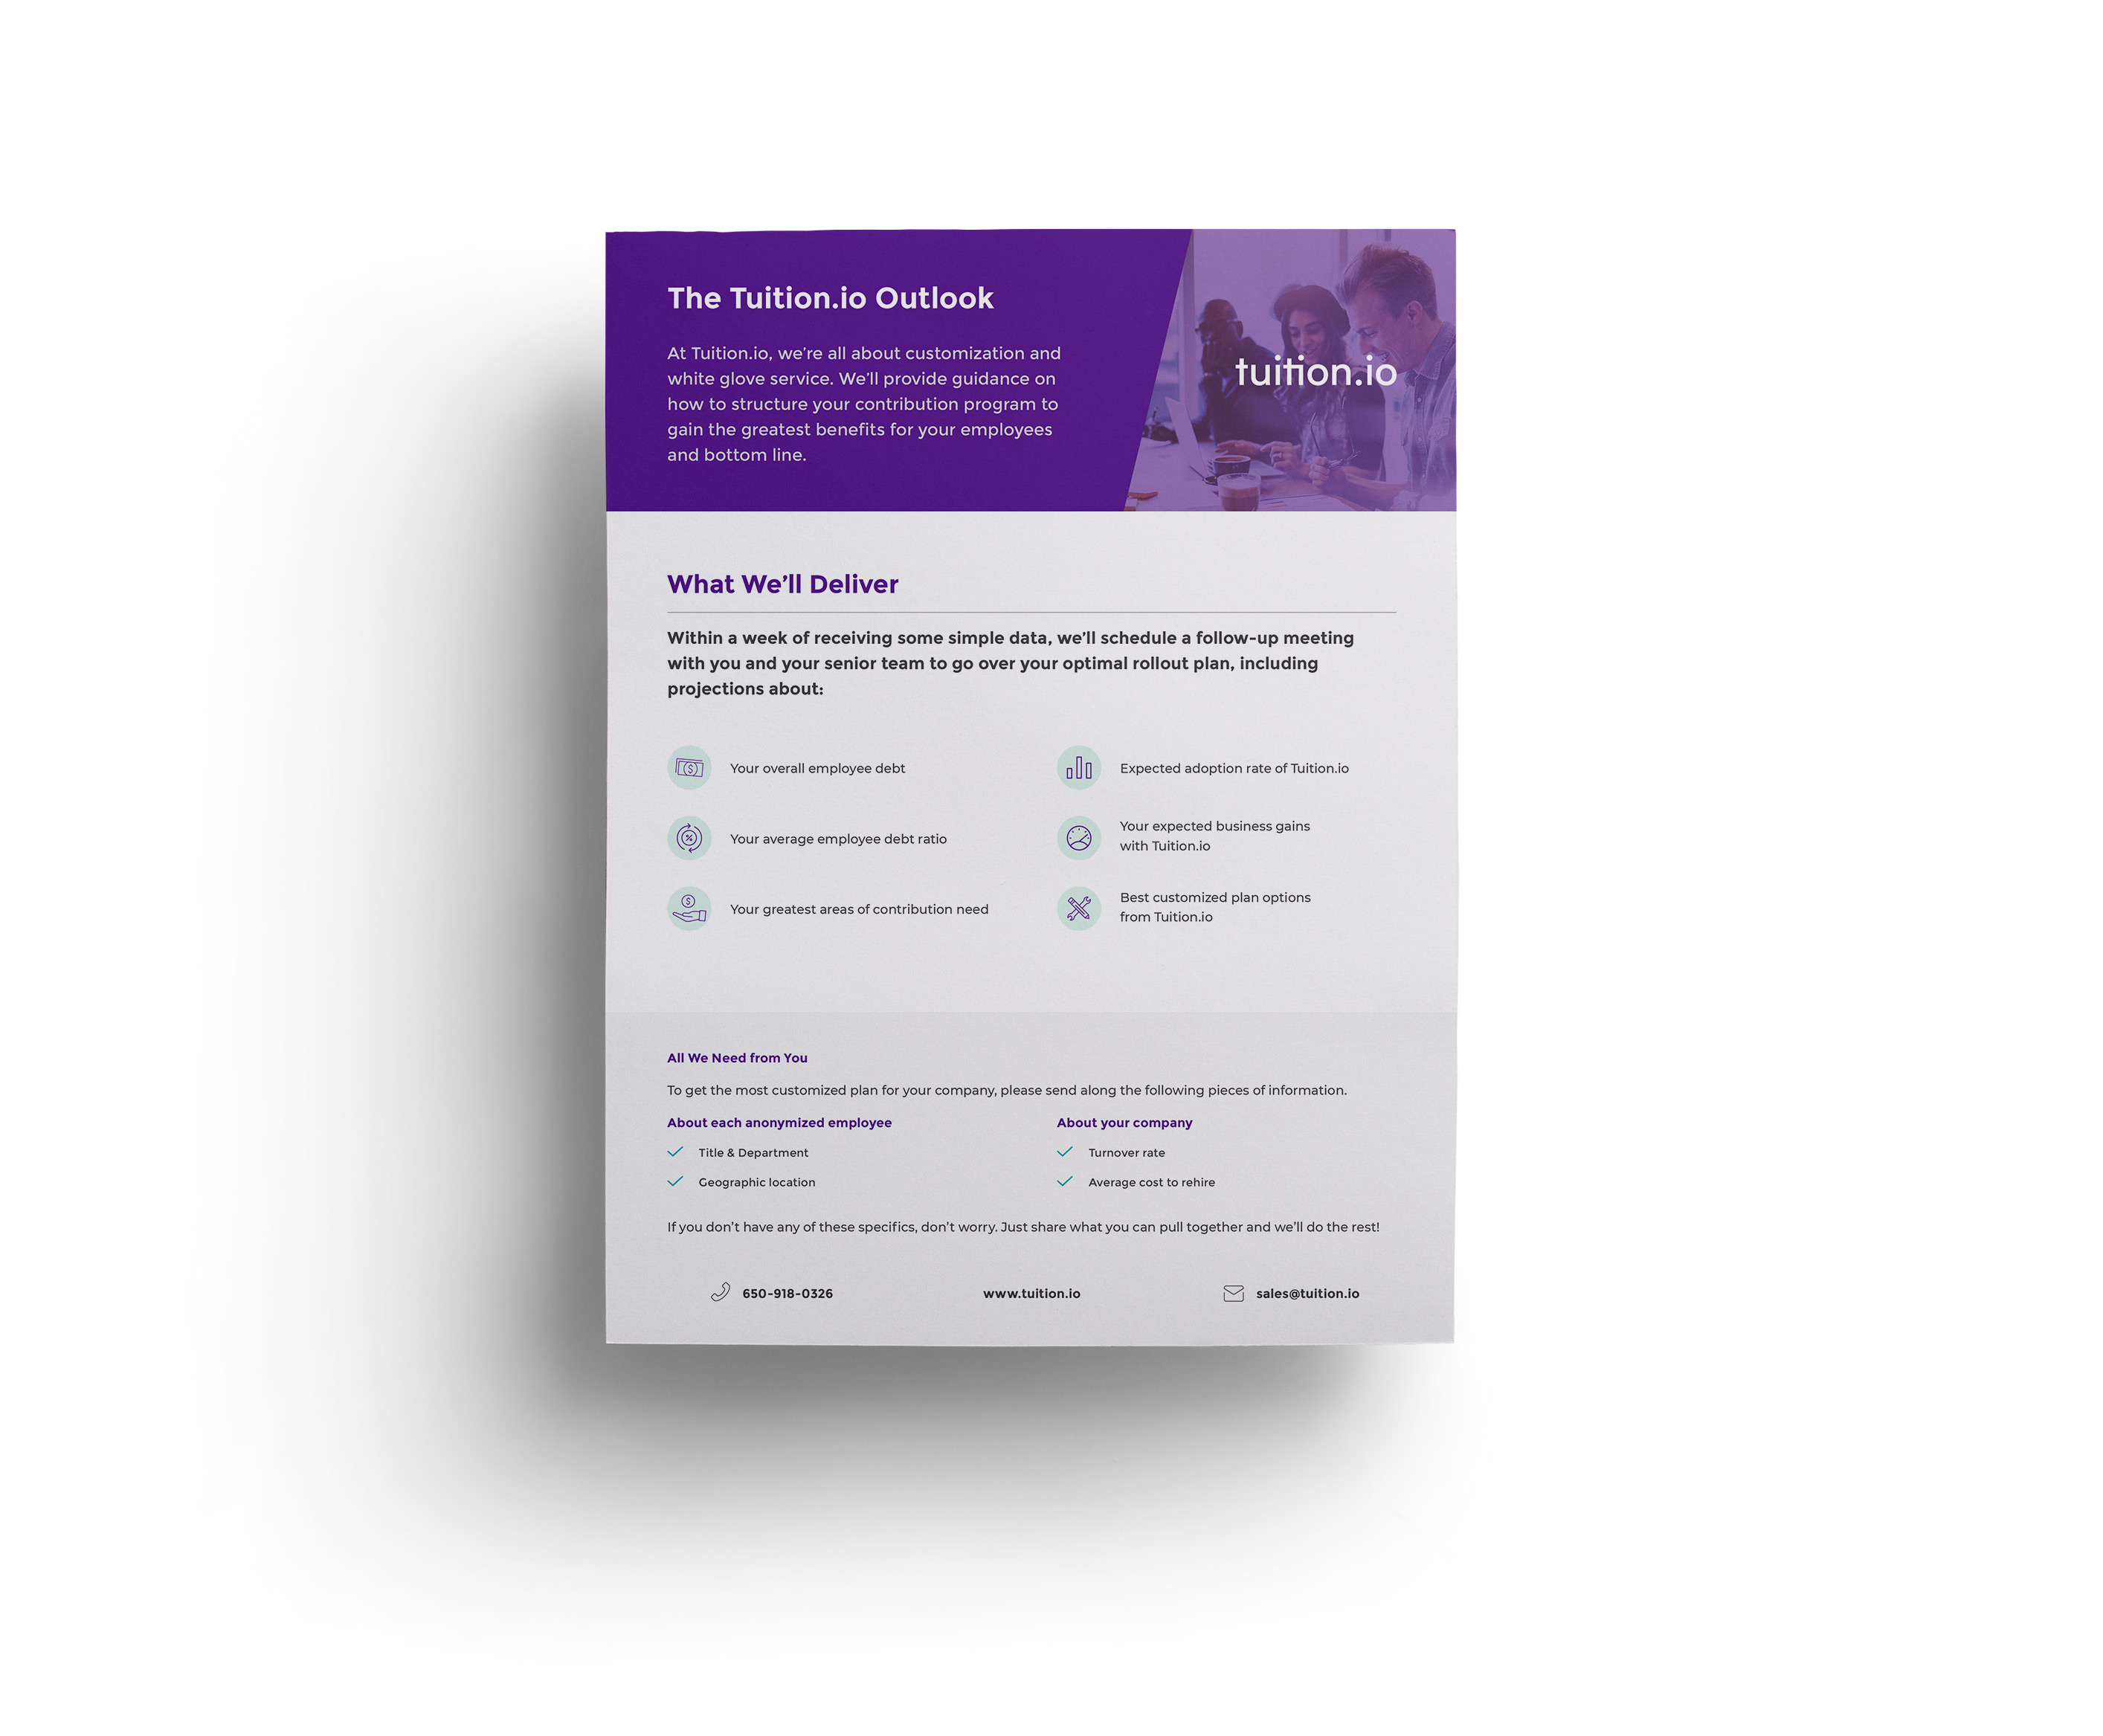 The Tuition.io Outlook
At Tuition.io, we’re all about customization and
white glove service. We’ll provide guidance on
how to structure your contribution program to
gain the greatest benefits for your employees
and bottom line.
tuition.io
What We’ll Deliver
Within a week of receiving some simple data, we’ll schedule a follow-up meeting
with you and your senior team to go over your optimal rollout plan, including
projections about:
Your overall employee debt
Your average employee debt ratio
Your greatest areas of contribution need
Expected adoption rate of Tuition.io
Your expected business gains
with Tuition.io
Best customized plan options
from Tuition.io
All We Need from You
To get the most customized plan for your company, please send along the following pieces of information.
About each anonymized employee
Title & Department
Geographic location
About your company
Turnover rate
Average cost to rehire
If you don’t have any of these specifics, don’t worry. Just share what you can pull together and we’ll do the rest!
650-918-0326
www.tuition.io
sales@tuition.io